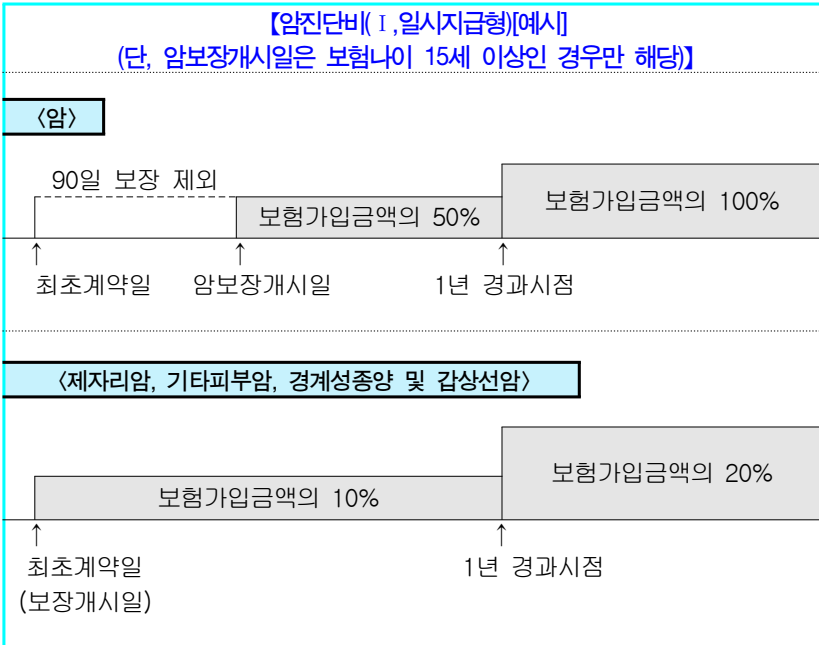 【암진단비(Ⅰ,일시지급형)[예시]
(단, 암보장개시일은 보험나이 15세 이상인 경우만 해당)】
〈암〉
90일 보장 제외
보험가입금액의 50%
보험가입금액의 100%
↑ ↑ ↑
최초계약일 암보장개시일 1년 경과시점
〈제자리암, 기타피부암, 경계성종양 및 갑상선암〉
보험가입금액의 10%
보험가입금액의 20%
↑ ↑
최초계약일 1년 경과시점
(보장개시일)